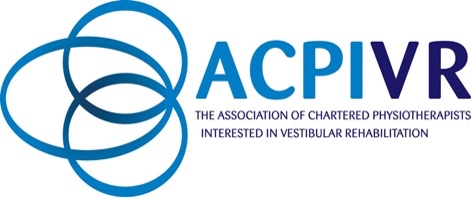 ACPIVR
THE ASSOCIATION OF CHARTERED PHYSIOTHERAPISTS
INTERESTED IN VESTIBULAR REHABILITATION